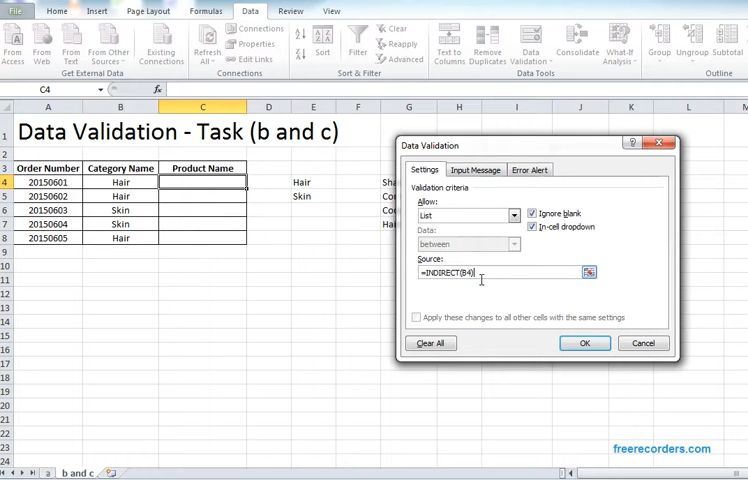 File Home Insert Page Layout Formulas Data Review View
From Access
From Web
From Text
From Other Sources
Existing Connections
Refresh All
Connections
Properties
Edit Links
Sort
Filter
Clear
Reapply
Advanced
Text to Columns
Remove Duplicates
Data Validation
Consolidate
What-If Analysis
Group
Ungroup
Subtotal
Get External Data Connections Sort & Filter Data Tools Outline
C4 fx
A B C D E F G H I J K L
1 Data Validation - Task (b and c)
2
3 Order Number Category Name Product Name
4 20150601 Hair Hair
5 20150602 Hair Skin
6 20150603 Skin
7 20150604 Skin
8 20150605 Hair
9
10
11
12
13
14
15
16
17
18
19
20
21
22
23
24
Data Validation
Settings Input Message Error Alert
Validation criteria
Allow:
List
Ignore blank
In-cell dropdown
Data:
between
Source:
=INDIRECT(B4)
Apply these changes to all other cells with the same settings
Clear All OK Cancel
freerecorders.com
a b and c